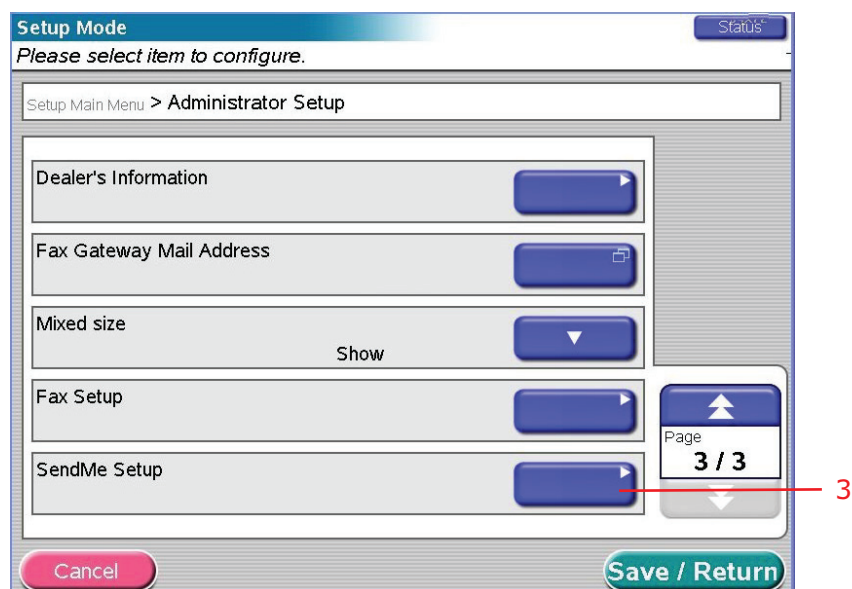 Setup Mode
Status
Please select item to configure.
Setup Main Menu > Administrator Setup
Dealer's Information
Fax Gateway Mail Address
Mixed size
Show
Fax Setup
Page
3 / 3
SendMe Setup
3
Cancel
Save / Return